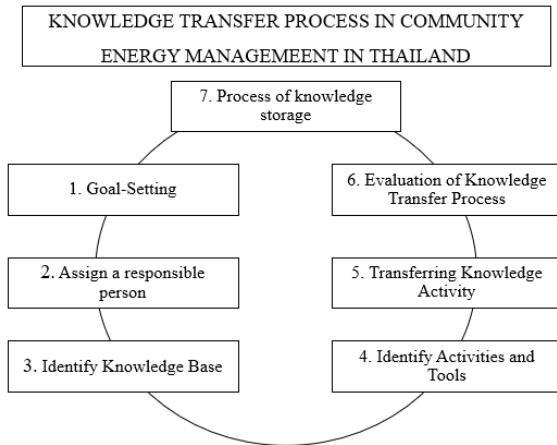 KNOWLEDGE TRANSFER PROCESS IN COMMUNITY
ENERGY MANAGEMEENT IN THAILAND
7. Process of knowledge
storage
1. Goal-Setting
6. Evaluation of Knowledge
Transfer Process
2. Assign a responsible
person
5. Transferring Knowledge
Activity
3. Identify Knowledge Base
4. Identify Activities and
Tools